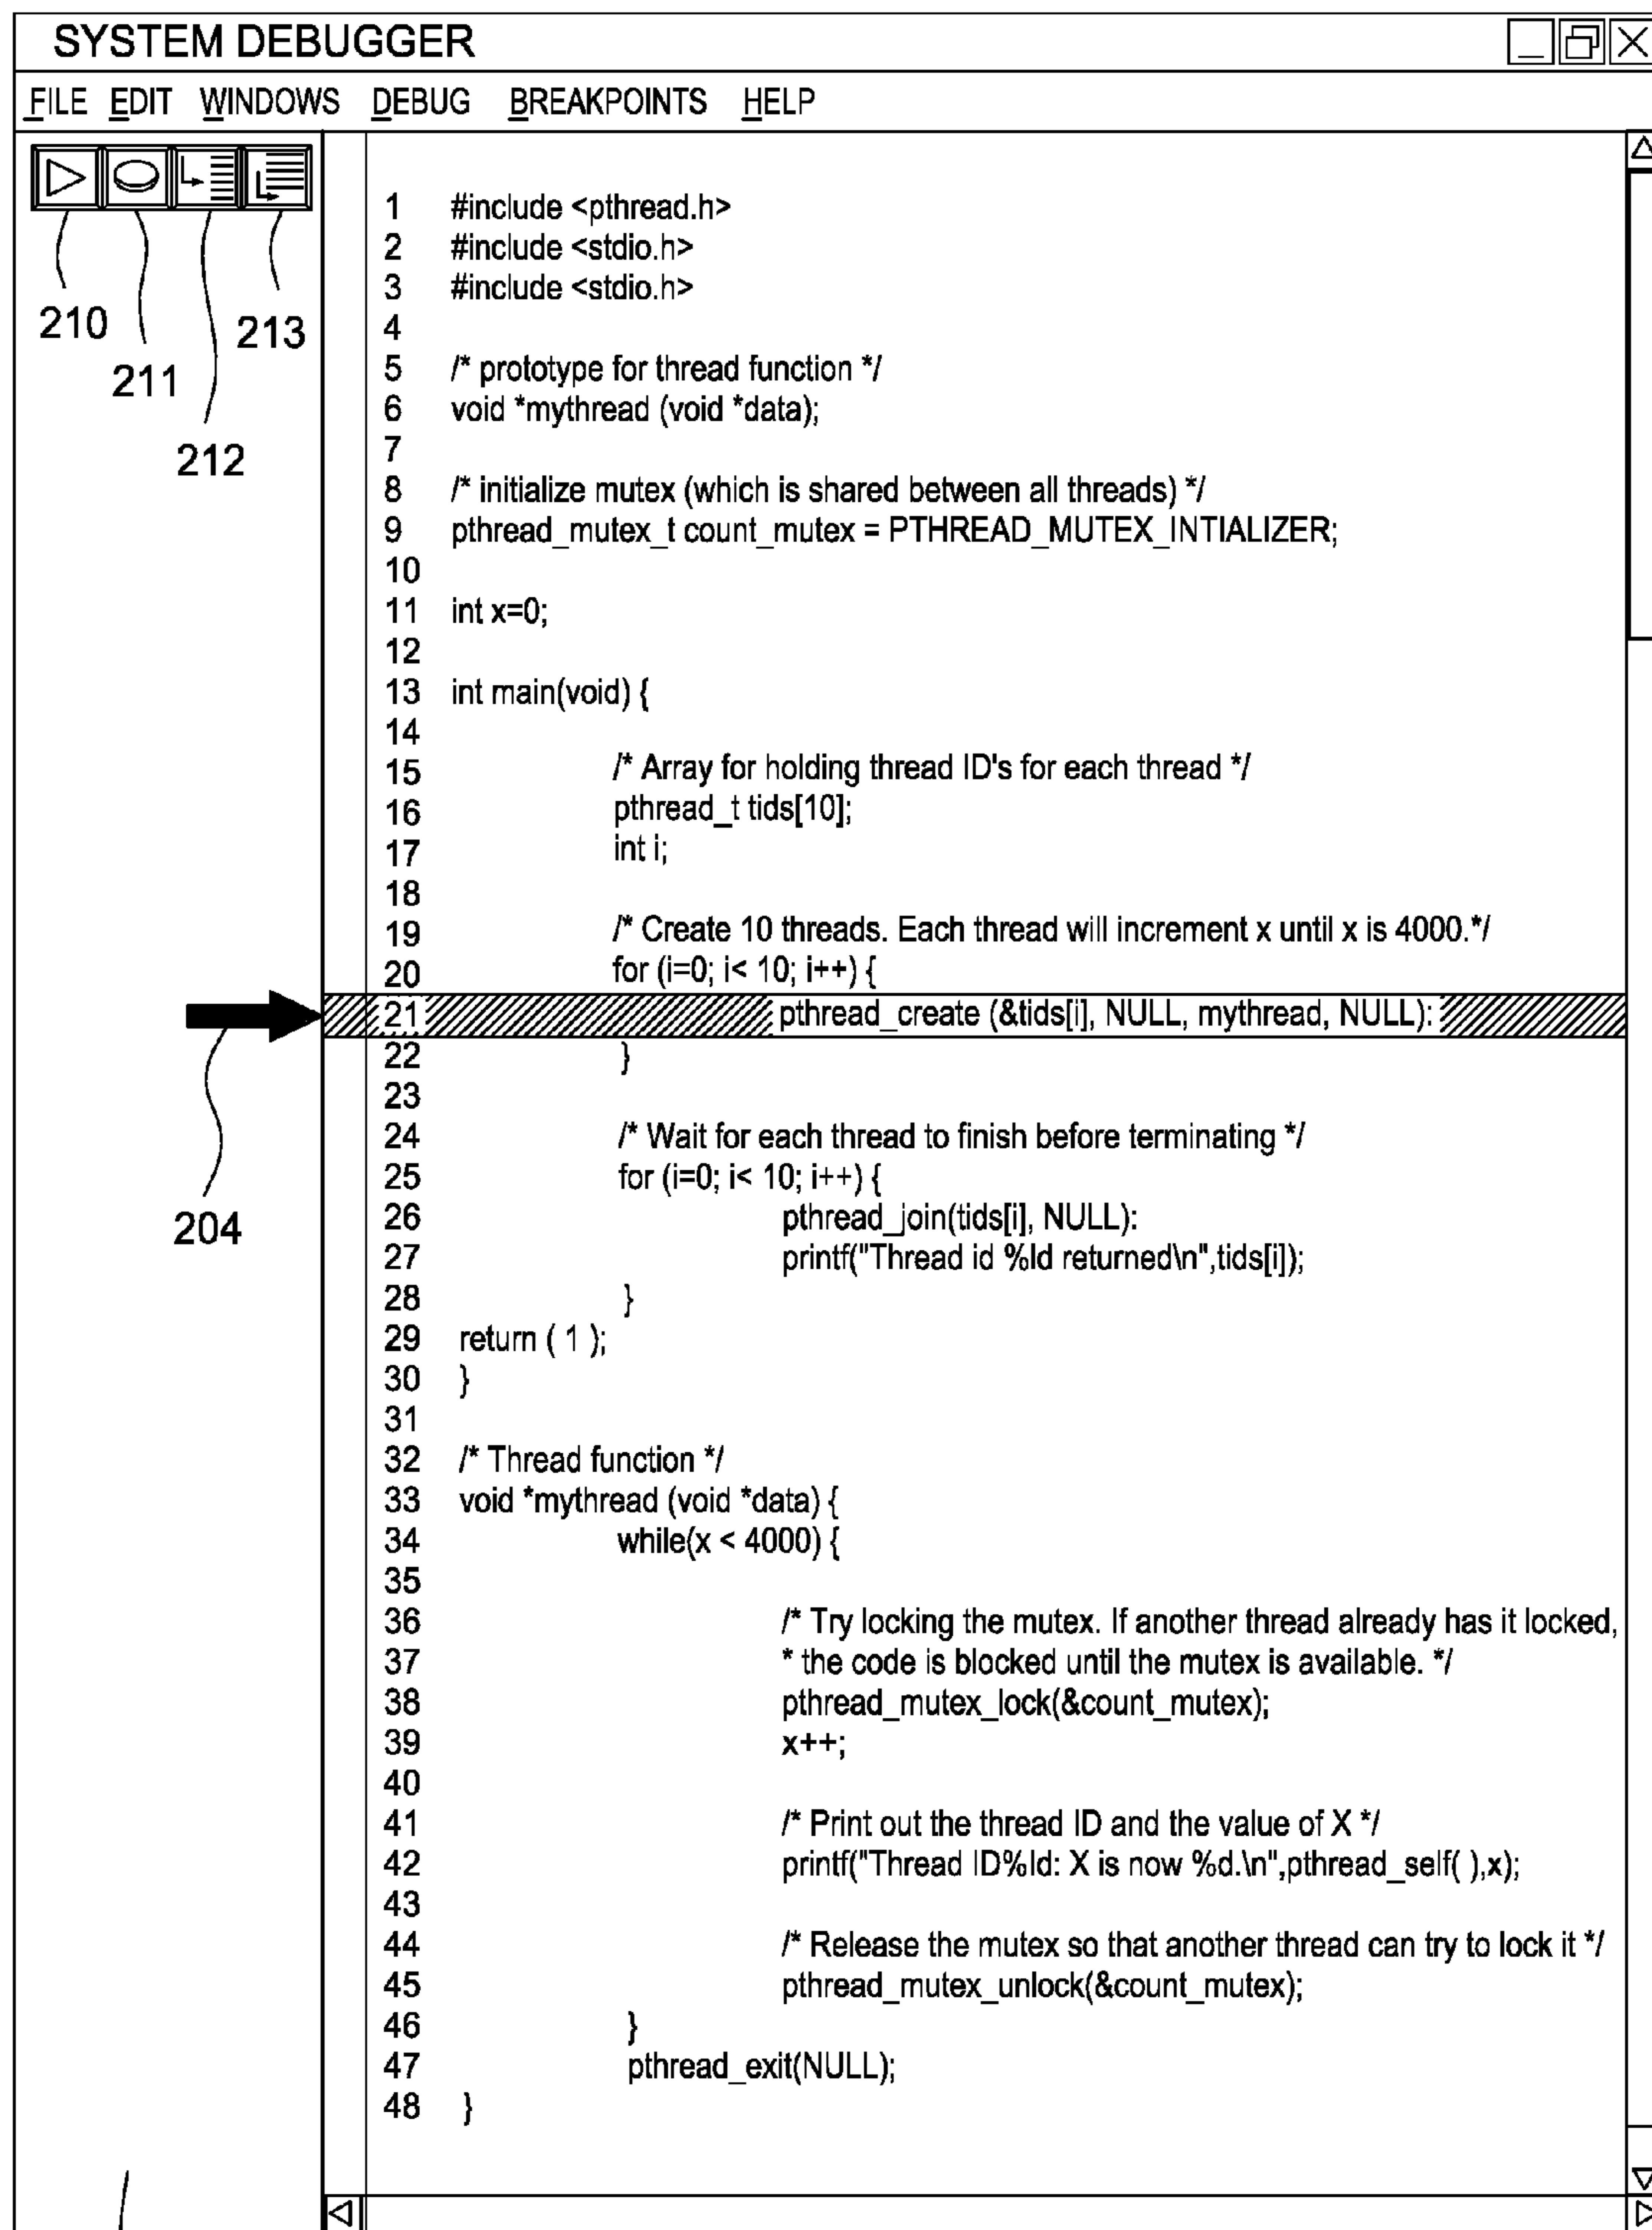 SYSTEM DEBUGGER
FILE EDIT WINDOWS DEBUG BREAKPOINTS HELP
210
211
212
213
204
1 #include <pthread.h>
2 #include <stdio.h>
3 #include <stdio.h>
4
5 /* prototype for thread function */
6 void *mythread (void *data);
7
8 /* initialize mutex (which is shared between all threads) */
9 pthread_mutex_t count_mutex = PTHREAD_MUTEX_INTIALIZER;
10
11 int x=0;
12
13 int main(void) {
14
15 /* Array for holding thread ID's for each thread */
16 pthread_t tids[10];
17 int i;
18
19 /* Create 10 threads. Each thread will increment x until x is 4000.*/
20 for (i=0; i< 10; i++) {
21 pthread_create (&tids[i], NULL, mythread, NULL):
22 }
23
24 /* Wait for each thread to finish before terminating */
25 for (i=0; i< 10; i++) {
26 pthread_join(tids[i], NULL):
27 printf("Thread id %ld returned\n",tids[i]);
28 }
29 return ( 1 );
30 }
31
32 /* Thread function */
33 void *mythread (void *data) {
34 while(x < 4000) {
35
36 /* Try locking the mutex. If another thread already has it locked,
37 * the code is blocked until the mutex is available. */
38 pthread_mutex_lock(&count_mutex);
39 x++;
40
41 /* Print out the thread ID and the value of X */
42 printf("Thread ID%ld: X is now %d.\n",pthread_self( ),x);
43
44 /* Release the mutex so that another thread can try to lock it */
45 pthread_mutex_unlock(&count_mutex);
46 }
47 pthread_exit(NULL);
48 }